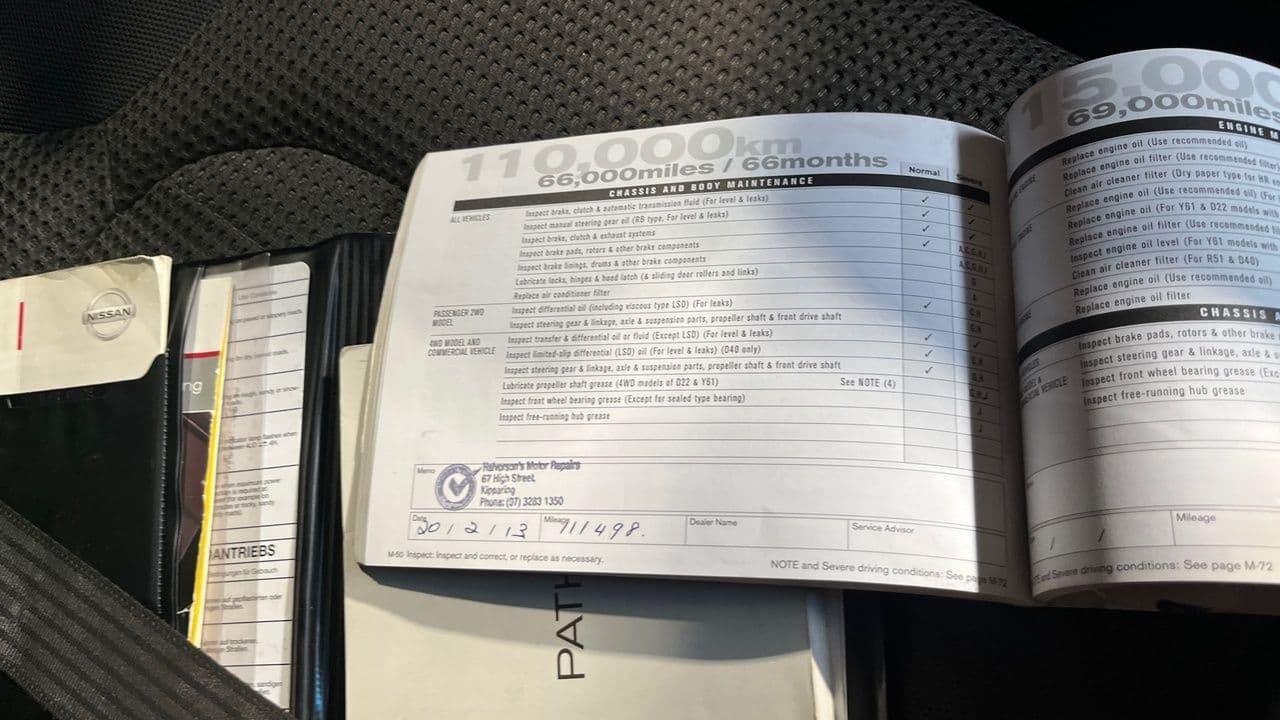 NISSAN
ANTRIEBS
110,000km
66,000miles / 66months
CHASSIS AND BODY MAINTENANCE
Normal
ALL VEHICLES
Inspect brake, clutch & automatic transmission fluid (For level & leaks)
Inspect manual steering gear oil (RB type, For level & leaks)
Inspect brake, clutch & exhaust systems
Inspect brake pads, rotors & other brake components
Inspect brake linings, drums & other brake components
Lubricate locks, hinges & hood latch (& sliding door rollers and links)
Replace air conditioner filter
PASSENGER 2WD MODEL
Inspect differential oil (including viscous type LSD) (For leaks)
Inspect steering gear & linkage, axle & suspension parts, propeller shaft & front drive shaft
4WD MODEL AND COMMERCIAL VEHICLE
Inspect transfer & differential oil or fluid (Except LSD) (For level & leaks)
Inspect limited-slip differential (LSD) oil (For level & leaks) (D40 only)
Inspect steering gear & linkage, axle & suspension parts, propeller shaft & front drive shaft
Lubricate propeller shaft grease (4WD models of D22 & Y61) See NOTE (4)
Inspect front wheel bearing grease (Except for sealed type bearing)
Inspect free-running hub grease
Memo
Halvorson's Motor Repairs
67 High Street,
Kippa ring
Phone: (07) 3283 1350
Date 20/2/13 Mileage 111498. Dealer Name Service Advisor
M-50 Inspect: Inspect and correct, or replace as necessary.
NOTE and Severe driving conditions: See page M-72
PATH
15,000
69,000miles
ENGINE M
Replace engine oil (Use recommended oil)
Replace engine oil filter (Use recommended filter
Clean air cleaner filter (Dry paper type for HR
Replace engine oil (Use recommended oil) (For
Replace engine oil (For Y61 & D22 models with
Replace engine oil filter (Use recommended
Inspect engine oil level (For Y61 models with
Clean air cleaner filter (For R51 & D40)
Replace engine oil (Use recommended oil)
Replace engine oil filter
CHASSIS A
Inspect brake pads, rotors & other brake
Inspect steering gear & linkage, axle &
Inspect front wheel bearing grease (Exc
Inspect free-running hub grease
Mileage
and Severe driving conditions: See page M-72